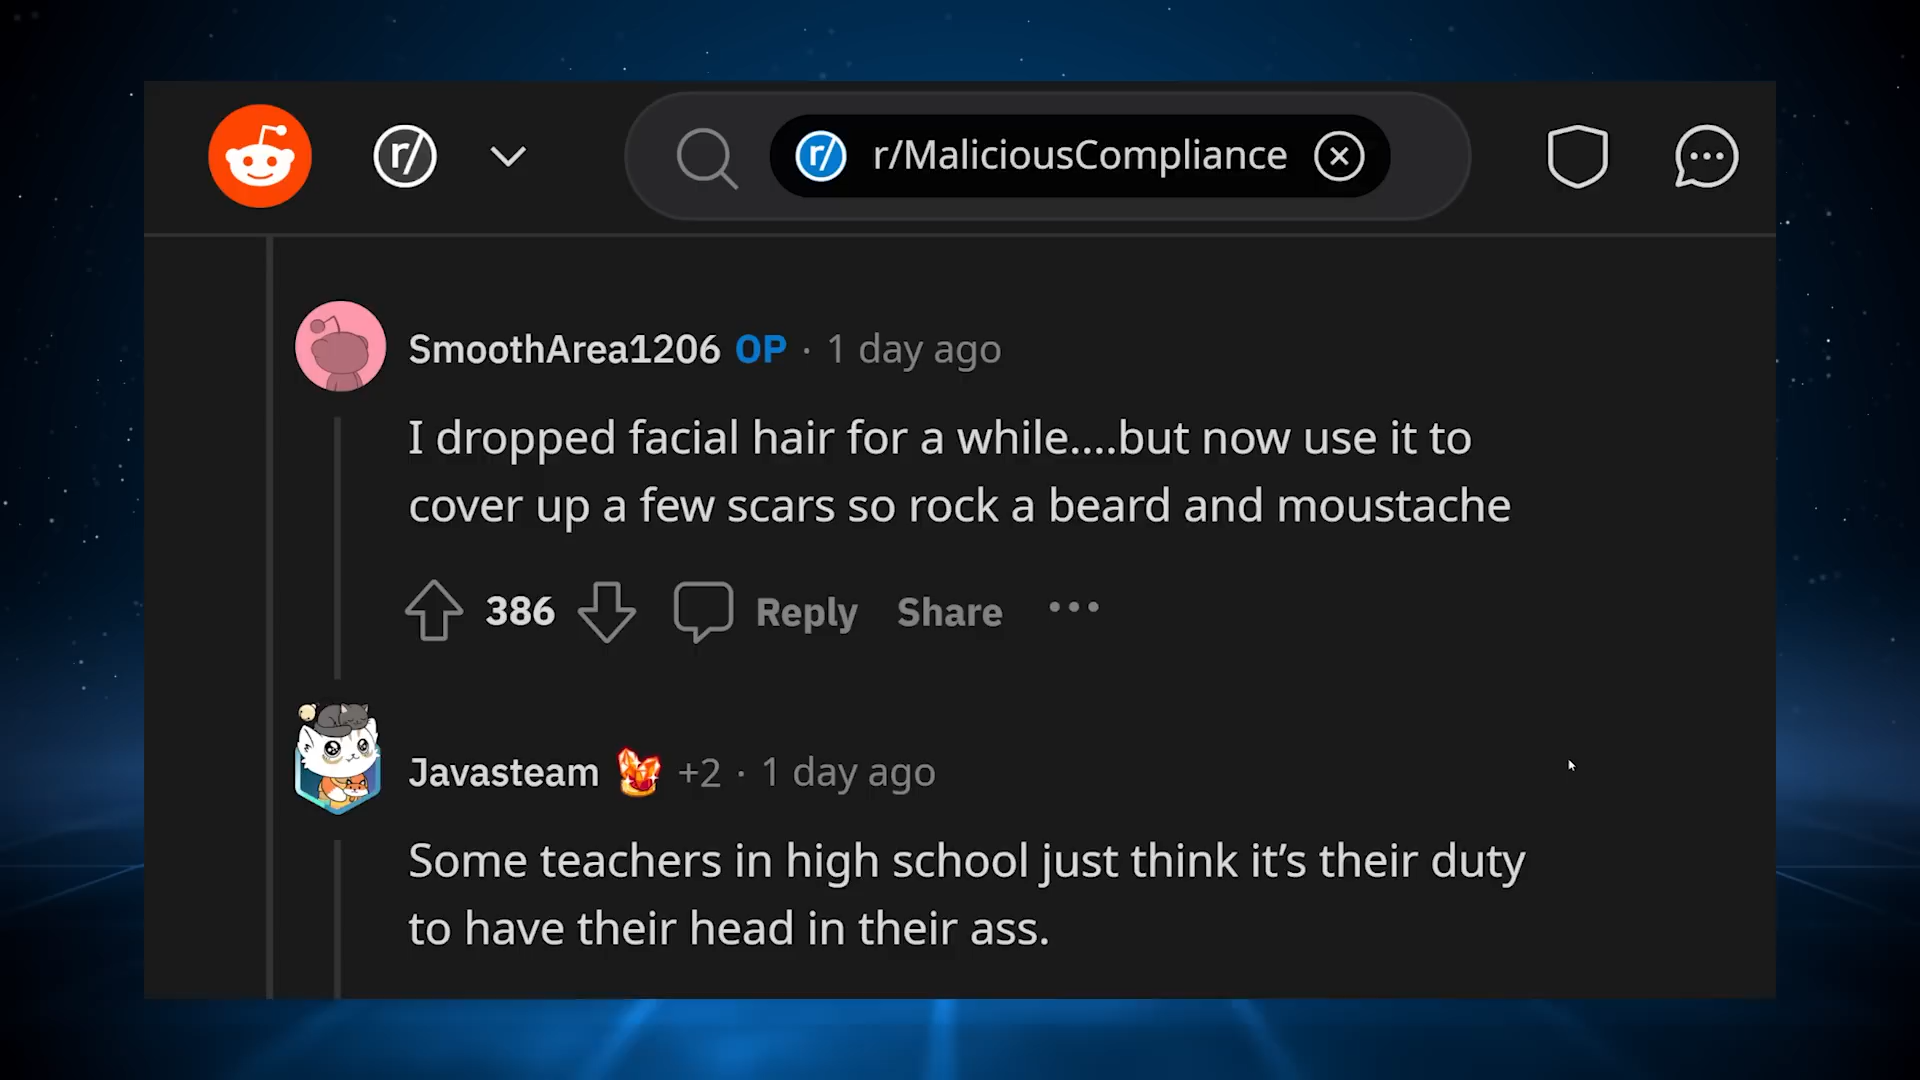 r/ r/ r/MaliciousCompliance
SmoothArea1206 OP · 1 day ago
I dropped facial hair for a while....but now use it to
cover up a few scars so rock a beard and moustache
386 Reply Share
Javasteam +2 · 1 day ago
Some teachers in high school just think it’s their duty
to have their head in their ass.